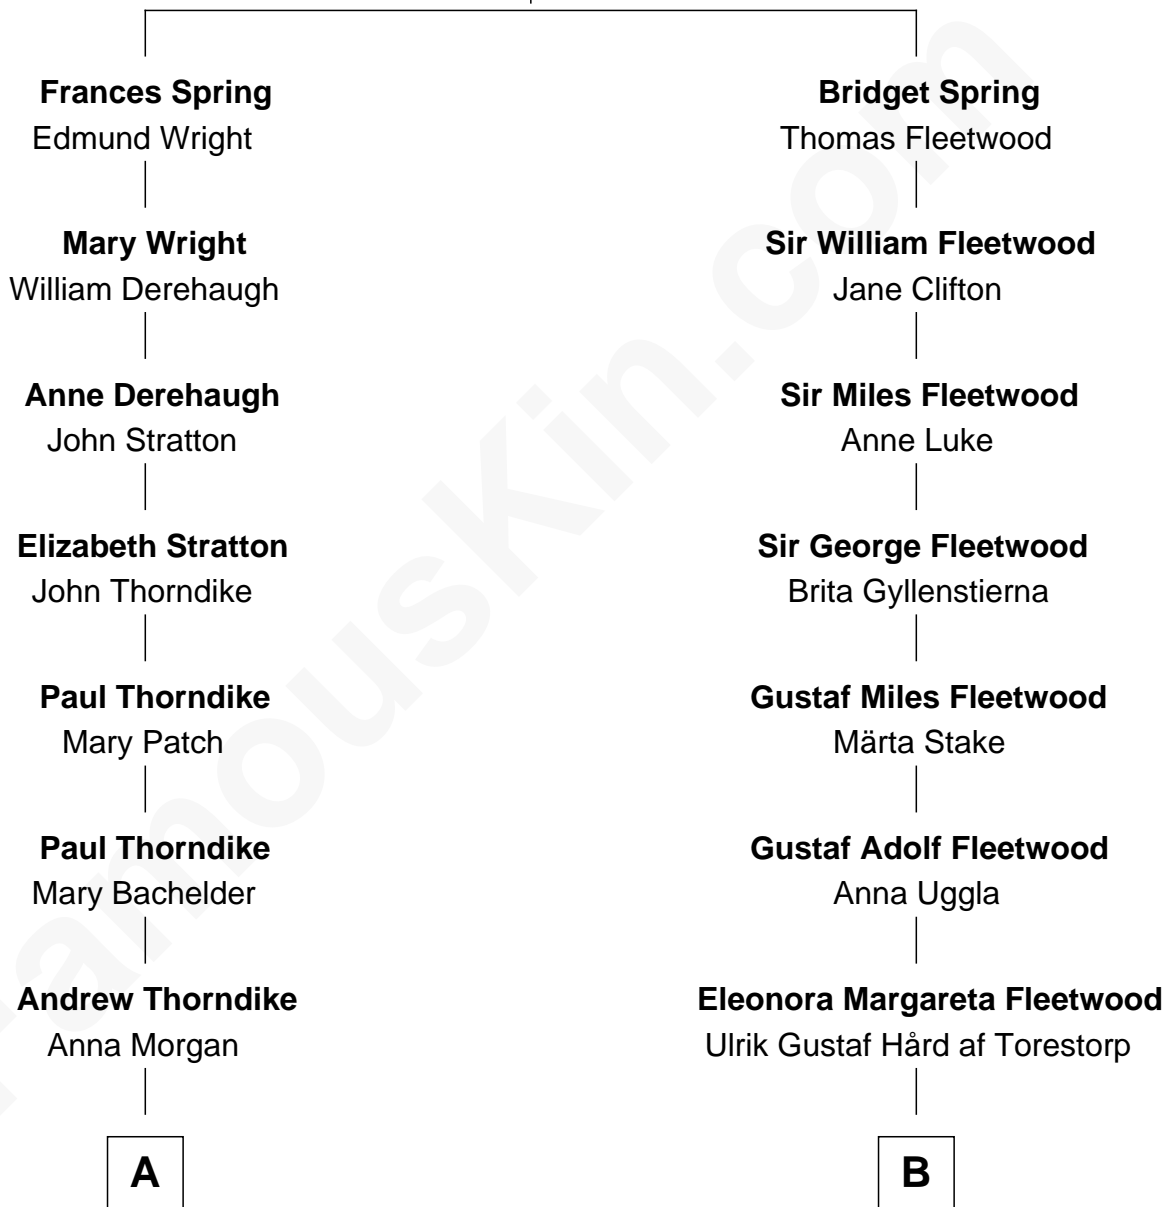 Frances Spring
Edmund Wright
Mary Wright
William Derehaugh
Anne Derehaugh
John Stratton
Elizabeth Stratton
John Thorndike
Paul Thorndike
Mary Patch
Paul Thorndike
Mary Bachelder
Andrew Thorndike
Anna Morgan
A
Bridget Spring
Thomas Fleetwood
Sir William Fleetwood
Jane Clifton
Sir Miles Fleetwood
Anne Luke
Sir George Fleetwood
Brita Gyllenstierna
Gustaf Miles Fleetwood
Märta Stake
Gustaf Adolf Fleetwood
Anna Uggla
Eleonora Margareta Fleetwood
Ulrik Gustaf Hård af Torestorp
B
FamousKin.com